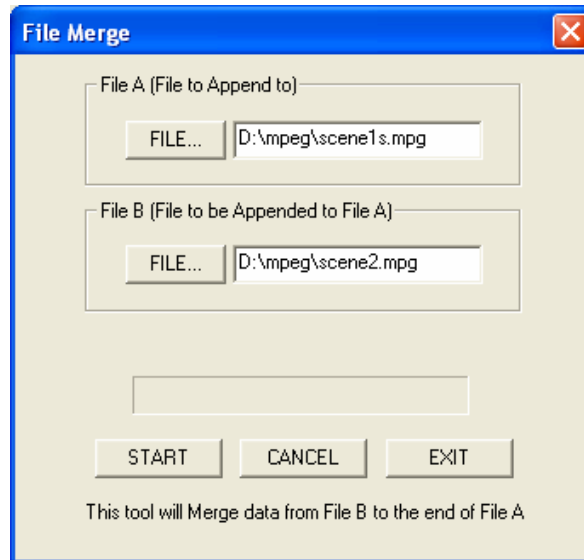 File Merge
File A (File to Append to)
FILE... D:\mpeg\scene1s.mpg
File B (File to be Appended to File A)
FILE... D:\mpeg\scene2.mpg
START CANCEL EXIT
This tool will Merge data from File B to the end of File A